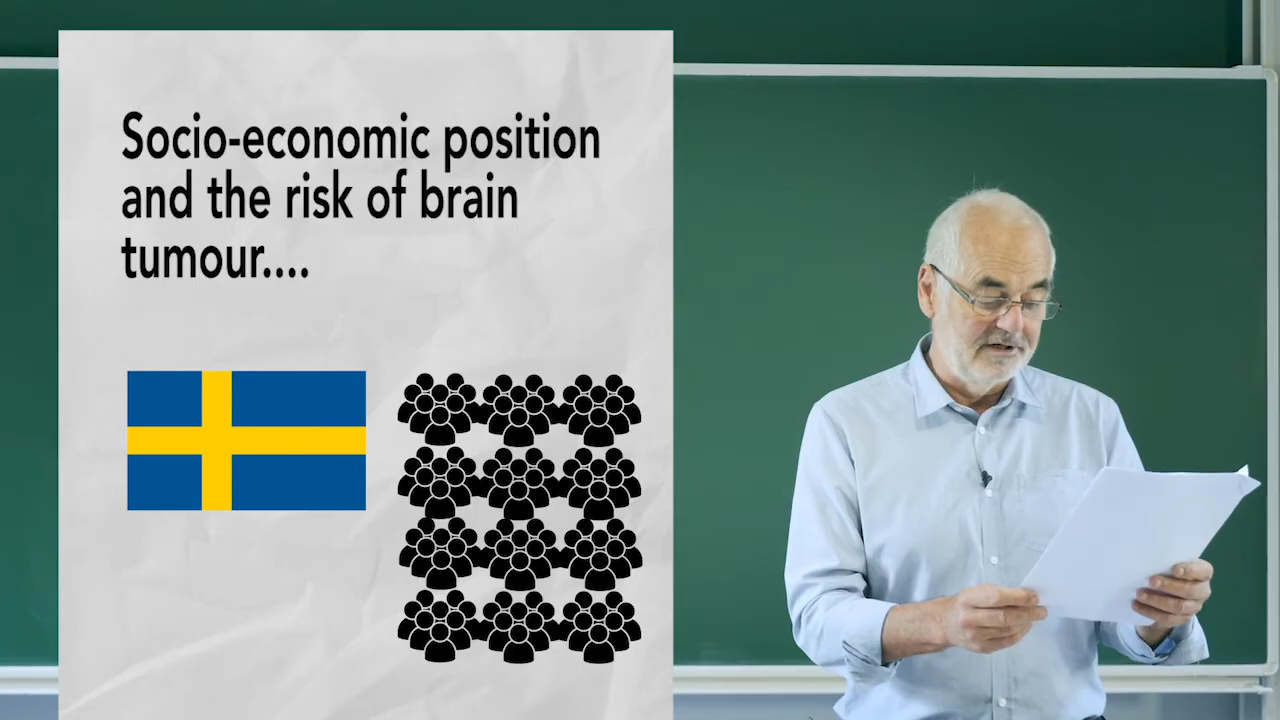 Socio-economic position
and the risk of brain
tumour....